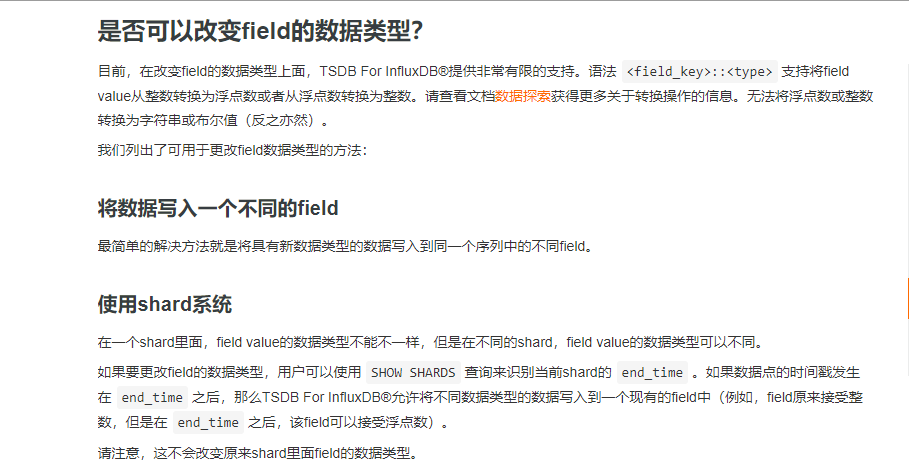 是否可以改变field的数据类型？
目前，在改变field的数据类型上面，TSDB For InfluxDB®提供非常有限的支持。语法 <field_key>::<type> 支持将field
value从整数转换为浮点数或者从浮点数转换为整数。请查看文档数据探索获得更多关于转换操作的信息。无法将浮点数或整数
转换为字符串或布尔值（反之亦然）。
我们列出了可用于更改field数据类型的方法：
将数据写入一个不同的field
最简单的解决方法就是将具有新数据类型的数据写入到同一个序列中的不同field。
使用shard系统
在一个shard里面，field value的数据类型不能不一样，但是在不同的shard，field value的数据类型可以不同。
如果要更改field的数据类型，用户可以使用 SHOW SHARDS 查询来识别当前shard的 end_time 。如果数据点的时间戳发生
在 end_time 之后，那么TSDB For InfluxDB®允许将不同数据类型的数据写入到一个现有的field中（例如，field原来接受整
数，但是在 end_time 之后，该field可以接受浮点数）。
请注意，这不会改变原来shard里面field的数据类型。